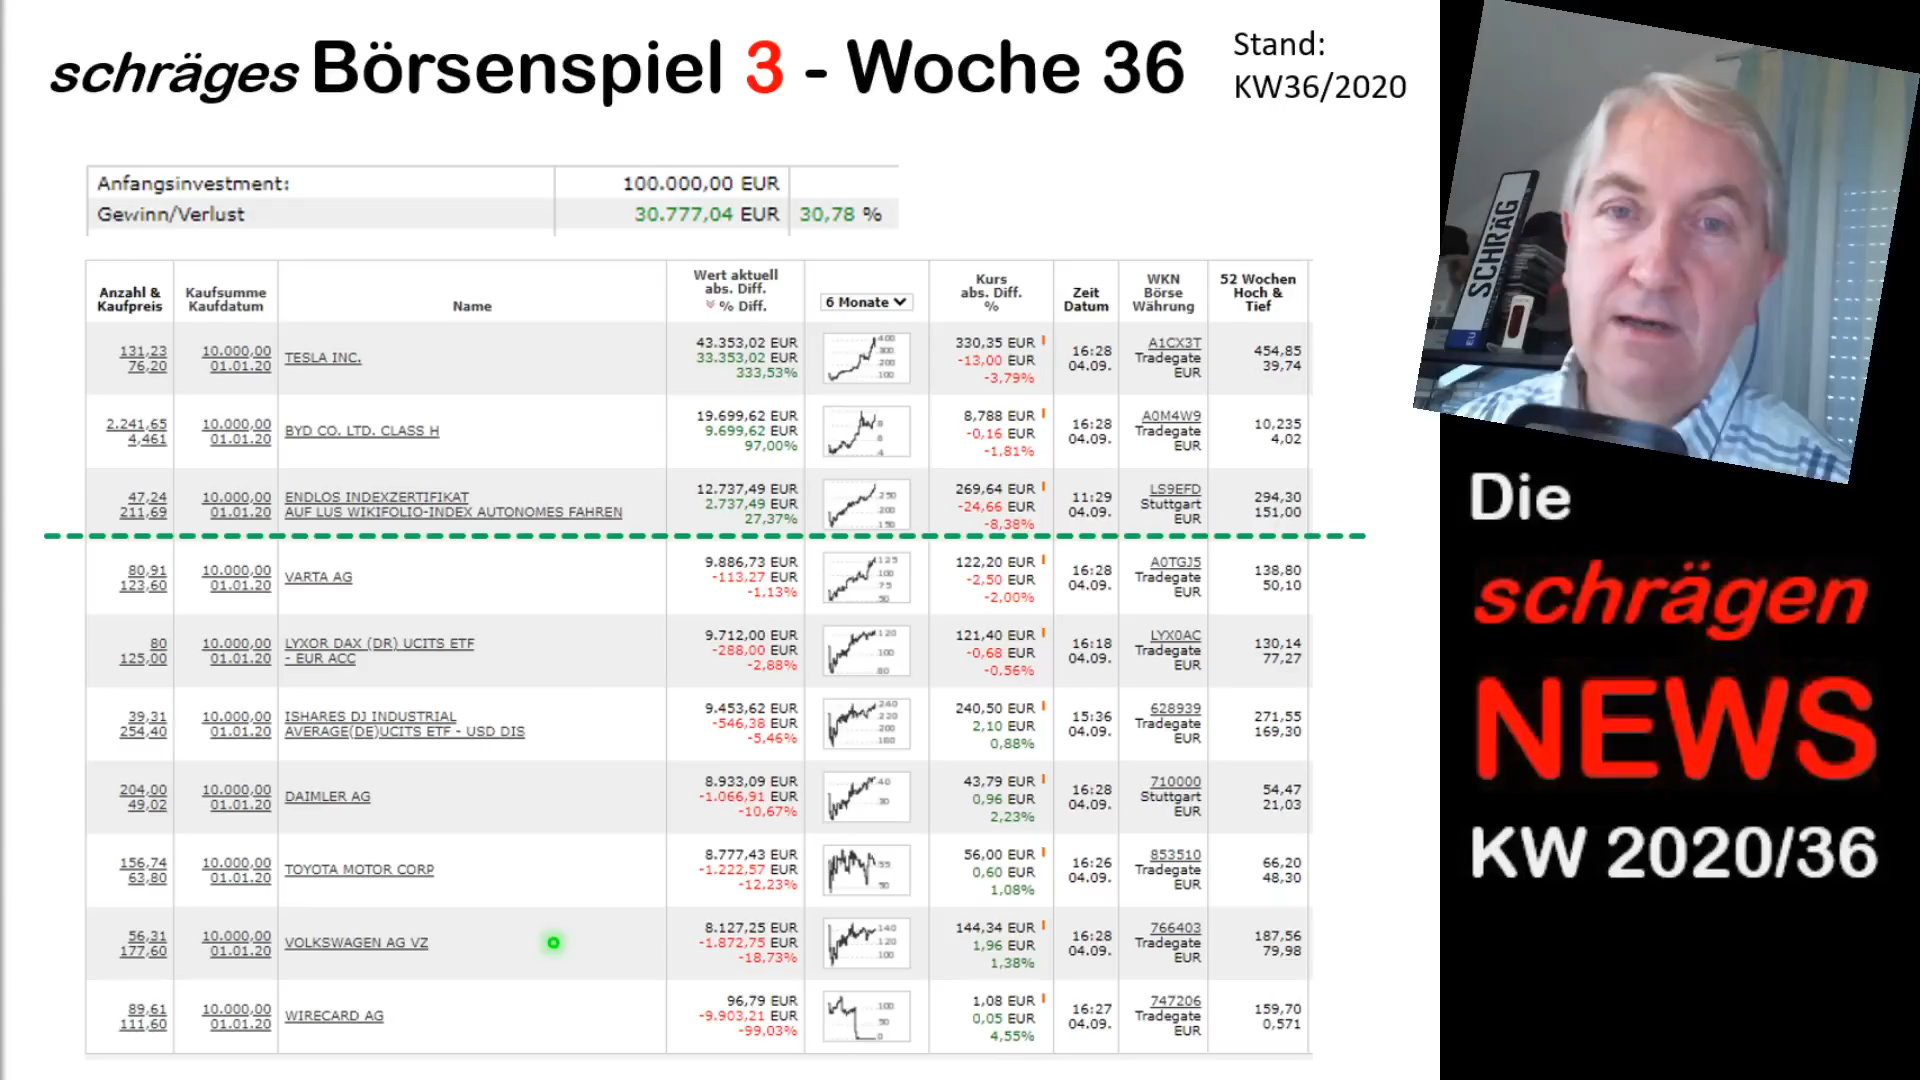 schräges Börsenspiel 3 - Woche 36
Stand:
KW36/2020
Anfangsinvestment: 100.000,00 EUR
Gewinn/Verlust 30.777,04 EUR 30,78 %
Anzahl & Kaufpreis
Kaufsumme Kaufdatum
Name
Wert aktuell abs. Diff. % Diff.
6 Monate
Kurs abs. Diff. %
Zeit Datum
WKN Börse Währung
52 Wochen Hoch & Tief
131,23 10.000,00 TESLA INC. 43.353,02 EUR 330,35 EUR 16:28 A1CX3T 454,85
76,20 01.01.20 33.353,02 EUR -13,00 EUR 04.09. Tradegate 39,74
333,53% -3,79% EUR
2.241,65 10.000,00 BYD CO. LTD. CLASS H 19.699,62 EUR 8,788 EUR 16:28 A0M4W9 10,235
4,461 01.01.20 9.699,62 EUR -0,16 EUR 04.09. Tradegate 4,02
97,00% -1,81% EUR
47,24 10.000,00 ENDLOS INDEXZERTIFIKAT 12.737,49 EUR 269,64 EUR 11:29 LS9EFD 294,30
211,69 01.01.20 AUF LUS WIKIFOLIO-INDEX AUTONOMES FAHREN 2.737,49 EUR -24,66 EUR 04.09. Stuttgart 151,00
27,37% -8,38% EUR
80,91 10.000,00 VARTA AG 9.886,73 EUR 122,20 EUR 16:28 A0TGJ5 138,80
123,60 01.01.20 -113,27 EUR -2,50 EUR 04.09. Tradegate 50,10
-1,13% -2,00% EUR
80 10.000,00 LYXOR DAX (DR) UCITS ETF 9.712,00 EUR 121,40 EUR 16:18 LYX0AC 130,14
125,00 01.01.20 - EUR ACC -288,00 EUR -0,68 EUR 04.09. Tradegate 77,27
-2,88% -0,56% EUR
39,31 10.000,00 ISHARES DJ INDUSTRIAL 9.453,62 EUR 240,50 EUR 15:36 628939 271,55
254,40 01.01.20 AVERAGE(DE)UCITS ETF - USD DIS -546,38 EUR 2,10 EUR 04.09. Tradegate 169,30
-5,46% 0,88% EUR
204,00 10.000,00 DAIMLER AG 8.933,09 EUR 43,79 EUR 16:28 710000 54,47
49,02 01.01.20 -1.066,91 EUR 0,96 EUR 04.09. Stuttgart 21,03
-10,67% 2,23% EUR
156,74 10.000,00 TOYOTA MOTOR CORP 8.777,43 EUR 56,00 EUR 16:26 853510 66,20
63,80 01.01.20 -1.222,57 EUR 0,60 EUR 04.09. Tradegate 48,30
-12,23% 1,08% EUR
56,31 10.000,00 VOLKSWAGEN AG VZ 8.127,25 EUR 144,34 EUR 16:28 766403 187,56
177,60 01.01.20 -1.872,75 EUR 1,96 EUR 04.09. Tradegate 79,98
-18,73% 1,38% EUR
89,61 10.000,00 WIRECARD AG 96,79 EUR 1,08 EUR 16:27 747206 159,70
111,60 01.01.20 -9.903,21 EUR 0,05 EUR 04.09. Tradegate 0,571
-99,03% 4,55% EUR
SCHRÄG
Die
schrägen
NEWS
KW 2020/36